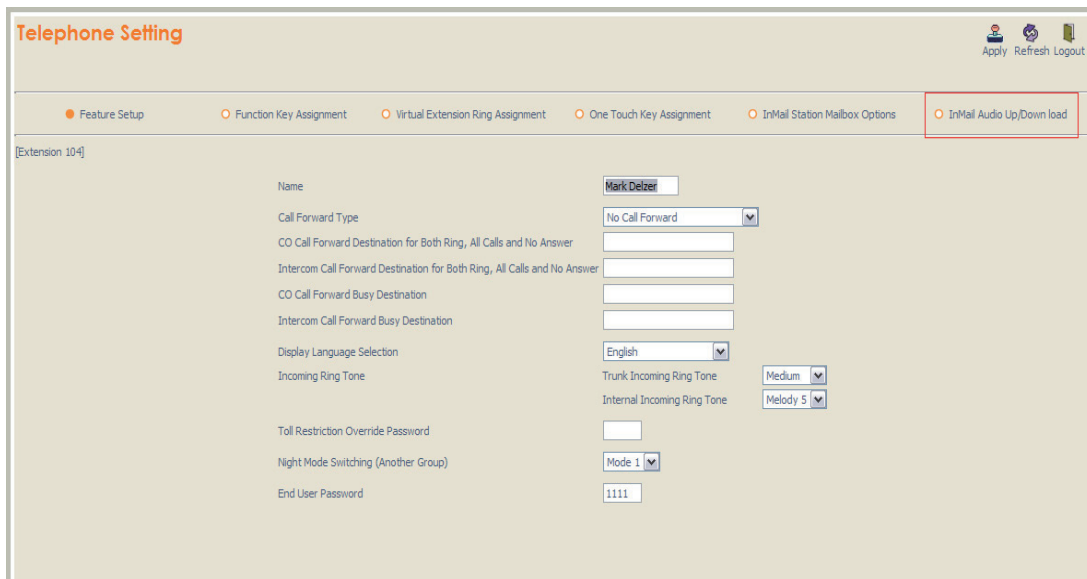 Telephone Setting
Apply Refresh Logout
Feature Setup Function Key Assignment Virtual Extension Ring Assignment One Touch Key Assignment InMail Station Mailbox Options InMail Audio Up/Down load
[Extension 104]
Name Mark Delzer
Call Forward Type No Call Forward
CO Call Forward Destination for Both Ring, All Calls and No Answer
Intercom Call Forward Destination for Both Ring, All Calls and No Answer
CO Call Forward Busy Destination
Intercom Call Forward Busy Destination
Display Language Selection English
Incoming Ring Tone Trunk Incoming Ring Tone Medium
Internal Incoming Ring Tone Melody 5
Toll Restriction Override Password
Night Mode Switching (Another Group) Mode 1
End User Password 1111